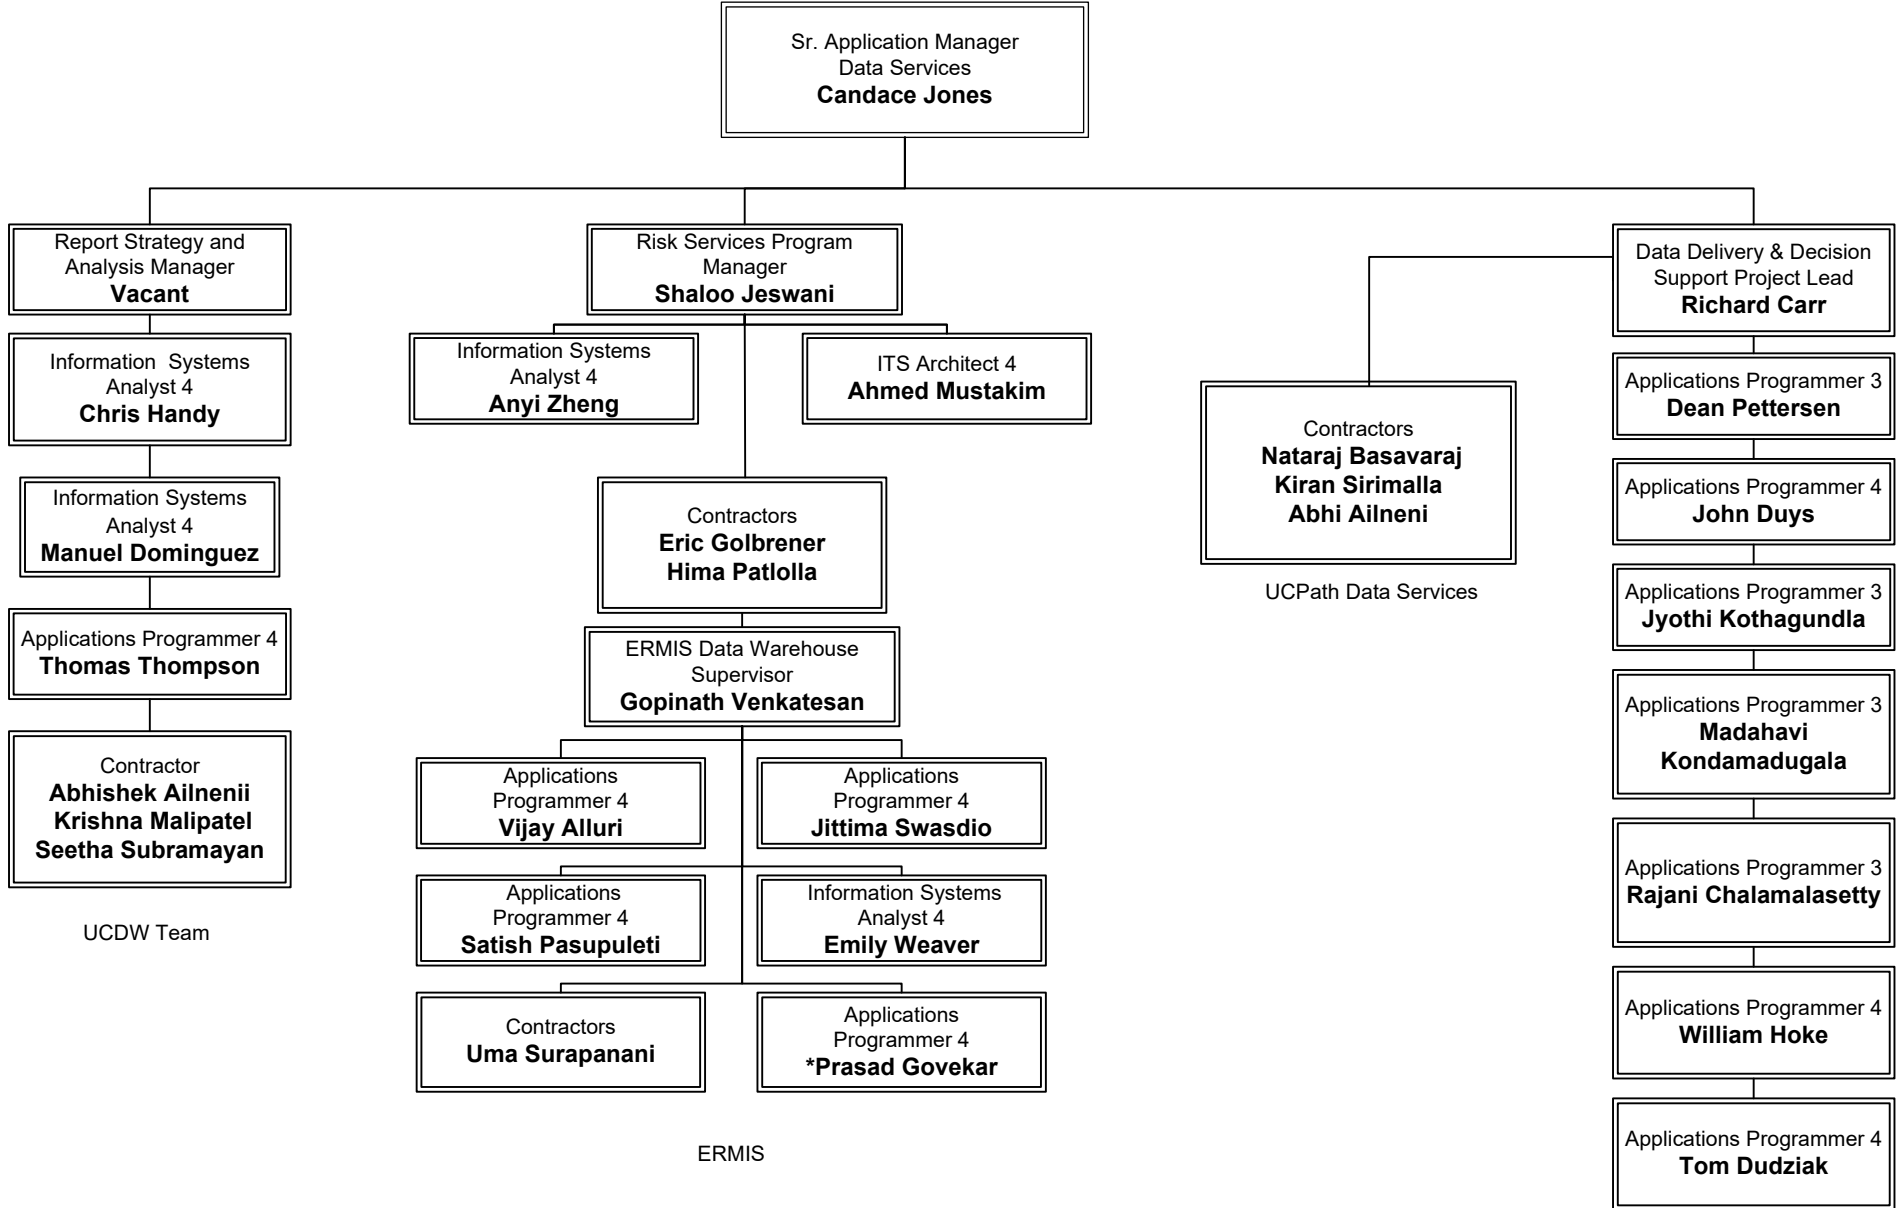 Sr. Application Manager
Data Services
Candace Jones
Report Strategy and
Analysis Manager
Vacant
Information  Systems
Analyst 4
Chris Handy
Information Systems
Analyst 4
Manuel Dominguez
Applications Programmer 4
Thomas Thompson
Contractor
Abhishek Ailnenii
Krishna Malipatel
Seetha Subramayan
UCDW Team
Risk Services Program
Manager
Shaloo Jeswani
Information Systems
Analyst 4
Anyi Zheng
ITS Architect 4
Ahmed Mustakim
Contractors
Eric Golbrener
Hima Patlolla
ERMIS Data Warehouse
Supervisor
Gopinath Venkatesan
Applications
Programmer 4
Vijay Alluri
Applications
Programmer 4
Jittima Swasdio
Applications
Programmer 4
Satish Pasupuleti
Information Systems
Analyst 4
Emily Weaver
Contractors
Uma Surapanani
Applications
Programmer 4
*Prasad Govekar
ERMIS
Contractors
Nataraj Basavaraj
Kiran Sirimalla
Abhi Ailneni
UCPath Data Services
Data Delivery & Decision
Support Project Lead
Richard Carr
Applications Programmer 3
Dean Pettersen
Applications Programmer 4
John Duys
Applications Programmer 3
Jyothi Kothagundla
Applications Programmer 3
Madahavi
Kondamadugala
Applications Programmer 3
Rajani Chalamalasetty
Applications Programmer 4
William Hoke
Applications Programmer 4
Tom Dudziak